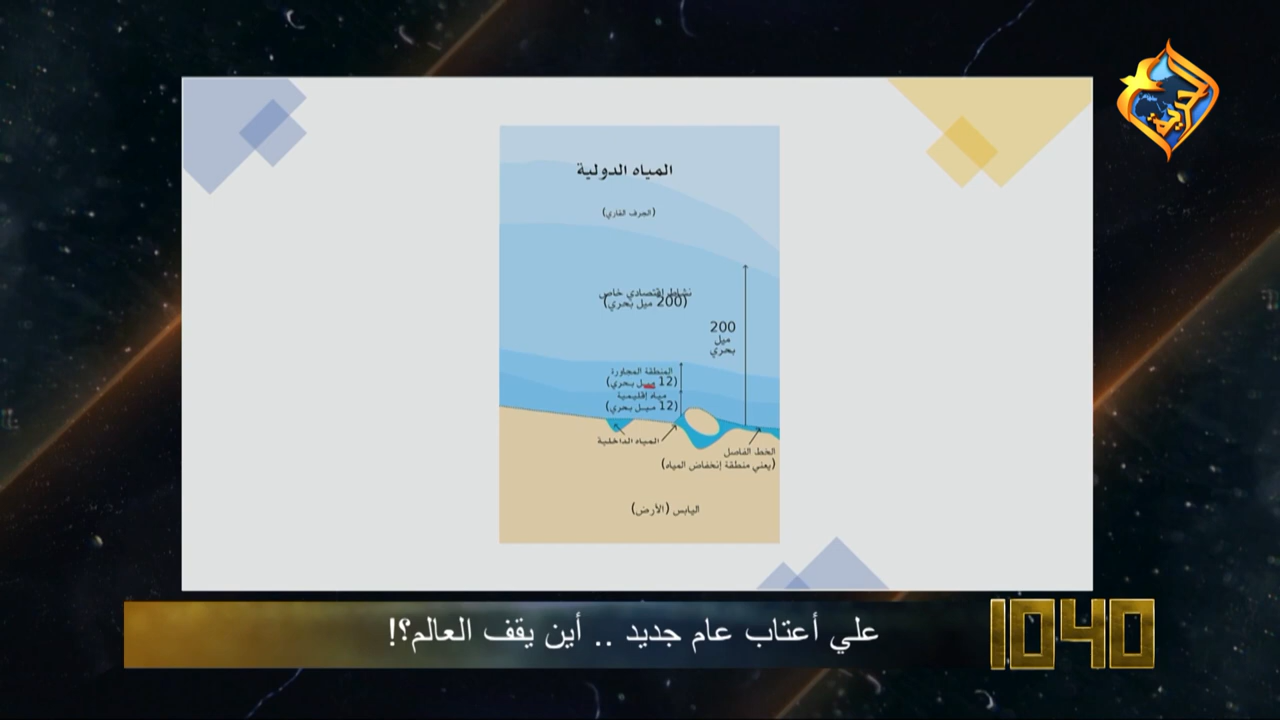 الحرية
المياه الدولية
(الجرف القاري)
نشاط إقتصادي خاص
(200 ميل بحري)
200
ميل
بحري
المنطقة المجاورة
(12 ميل بحري)
مياه إقليمية
(12 ميل بحري)
المياه الداخلية
الخط الفاصل
(يعني منطقة إنخفاض المياه)
اليابس (الأرض)
علي أعتاب عام جديد .. أين يقف العالم؟!
1040